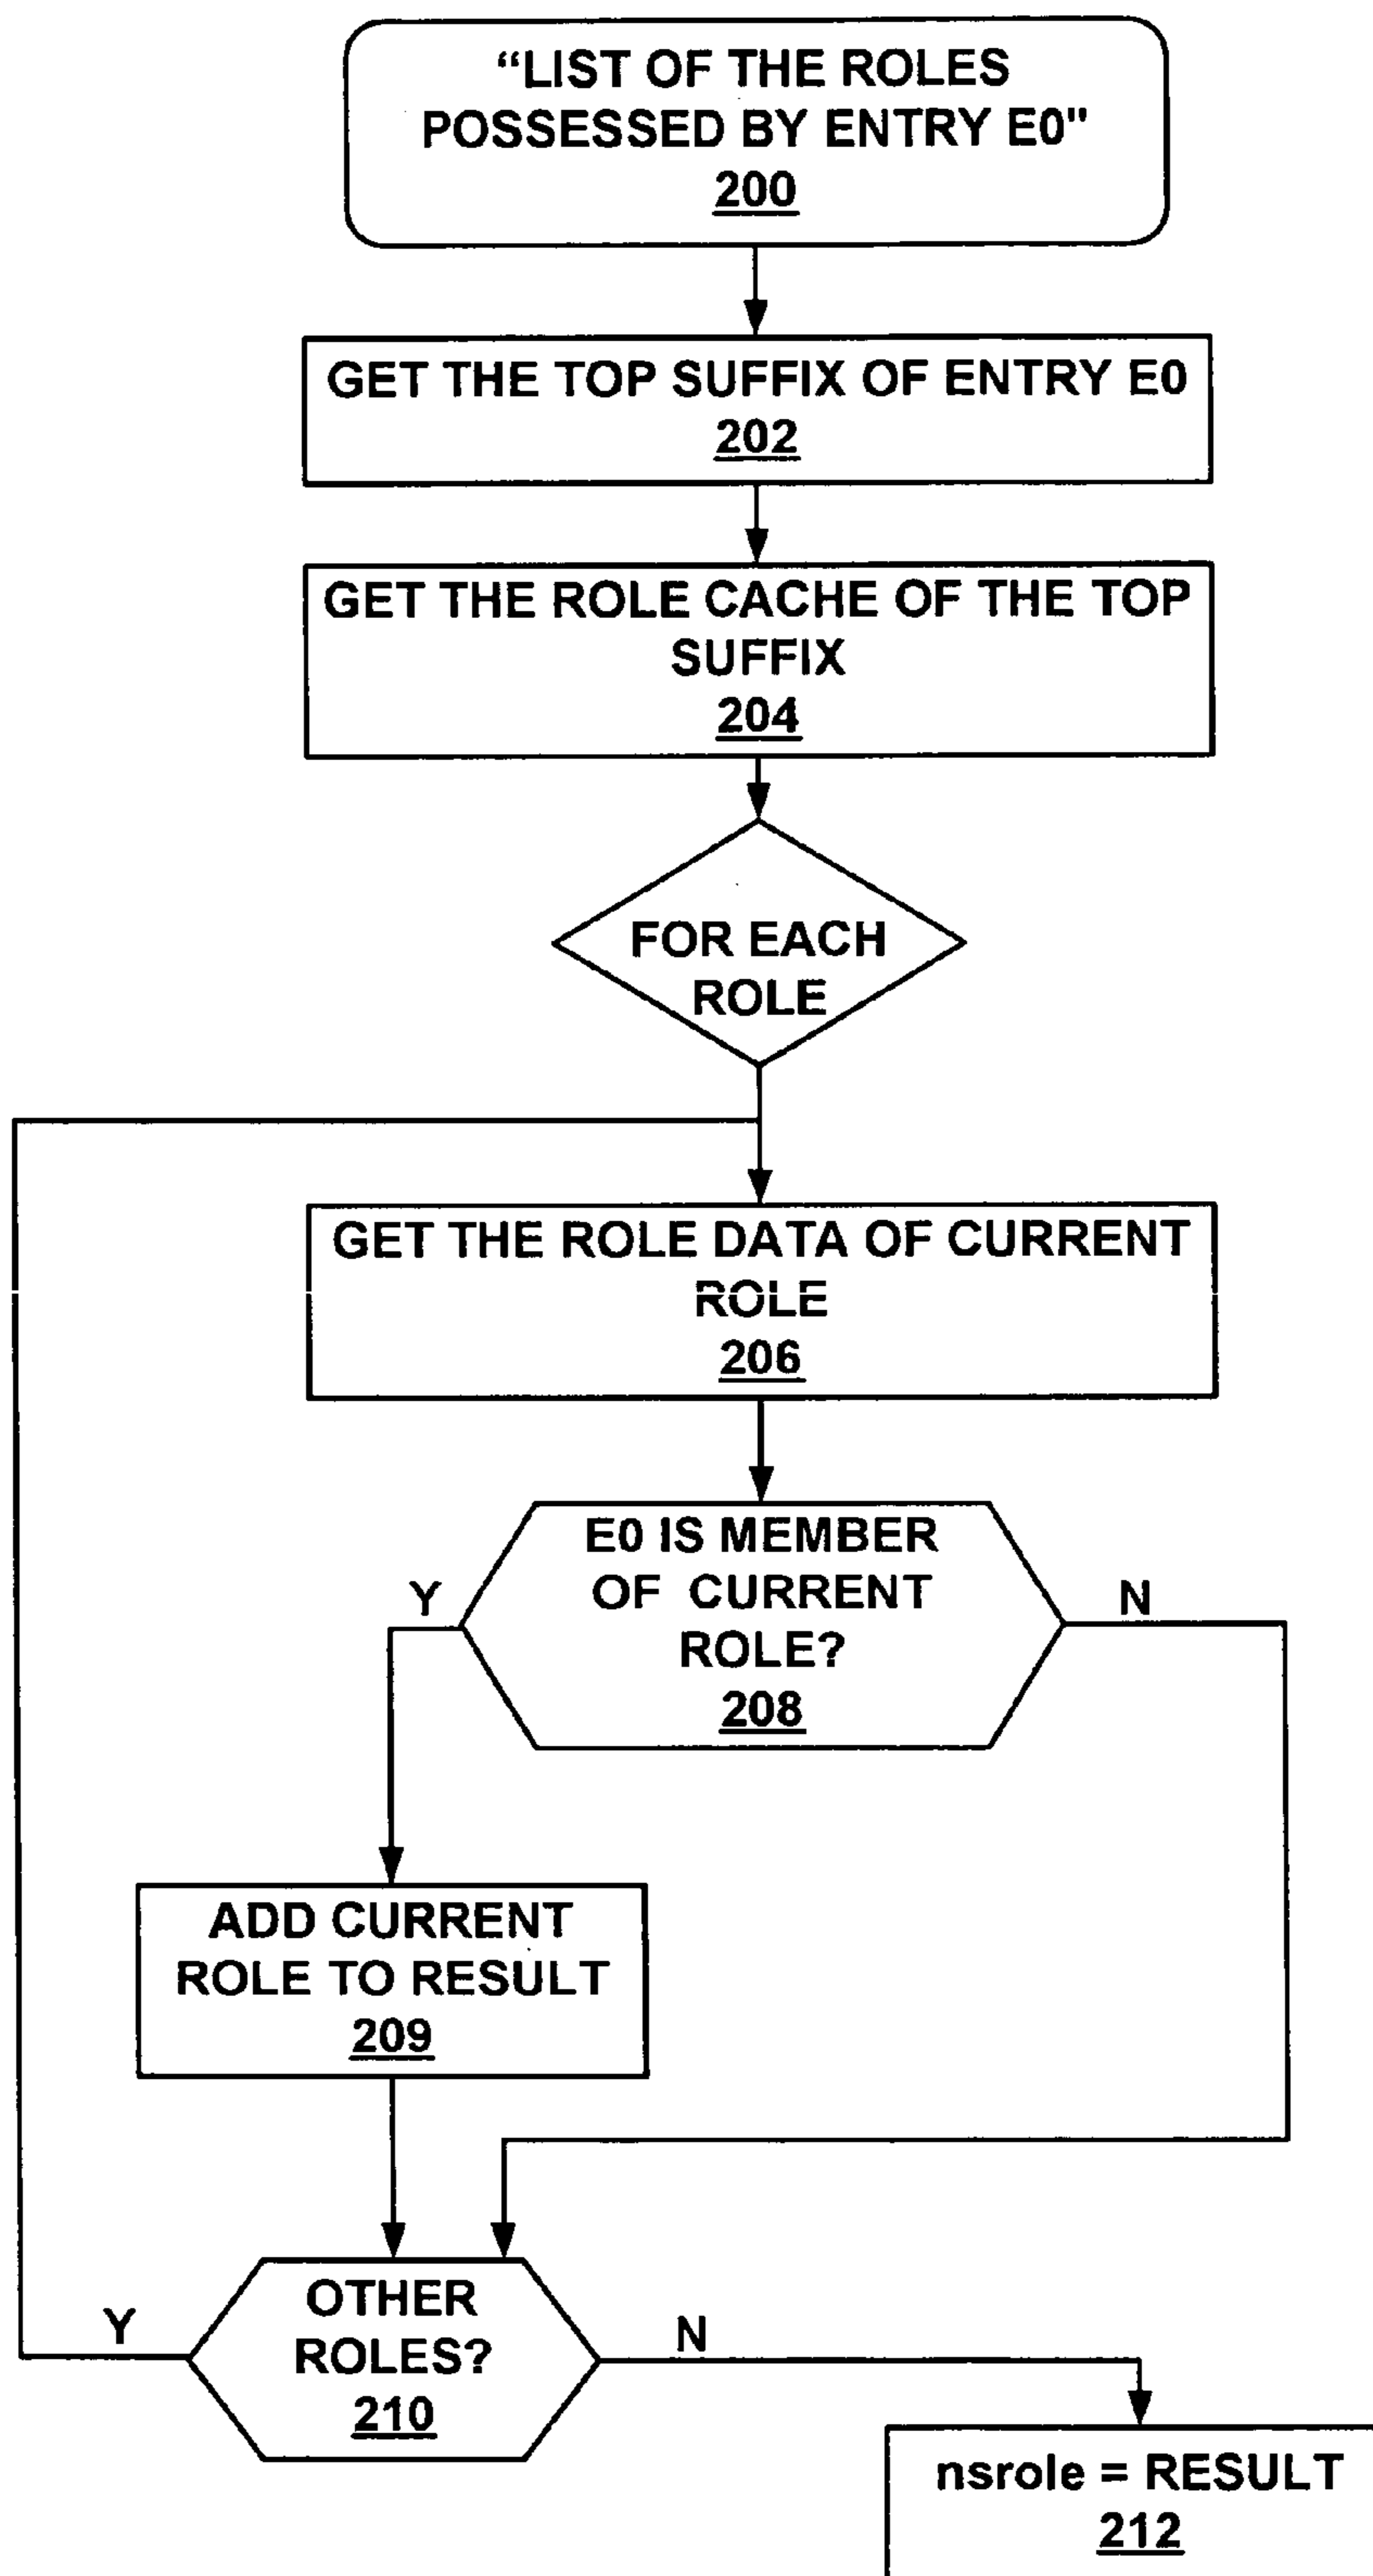 “LIST OF THE ROLES
POSSESSED BY ENTRY E0"
200
GET THE TOP SUFFIX OF ENTRY E0
202
GET THE ROLE CACHE OF THE TOP
SUFFIX
204
FOR EACH
ROLE
GET THE ROLE DATA OF CURRENT
ROLE
206
E0 IS MEMBER
OF CURRENT
ROLE?
208
Y
N
ADD CURRENT
ROLE TO RESULT
209
OTHER
ROLES?
210
Y
N
nsrole = RESULT
212